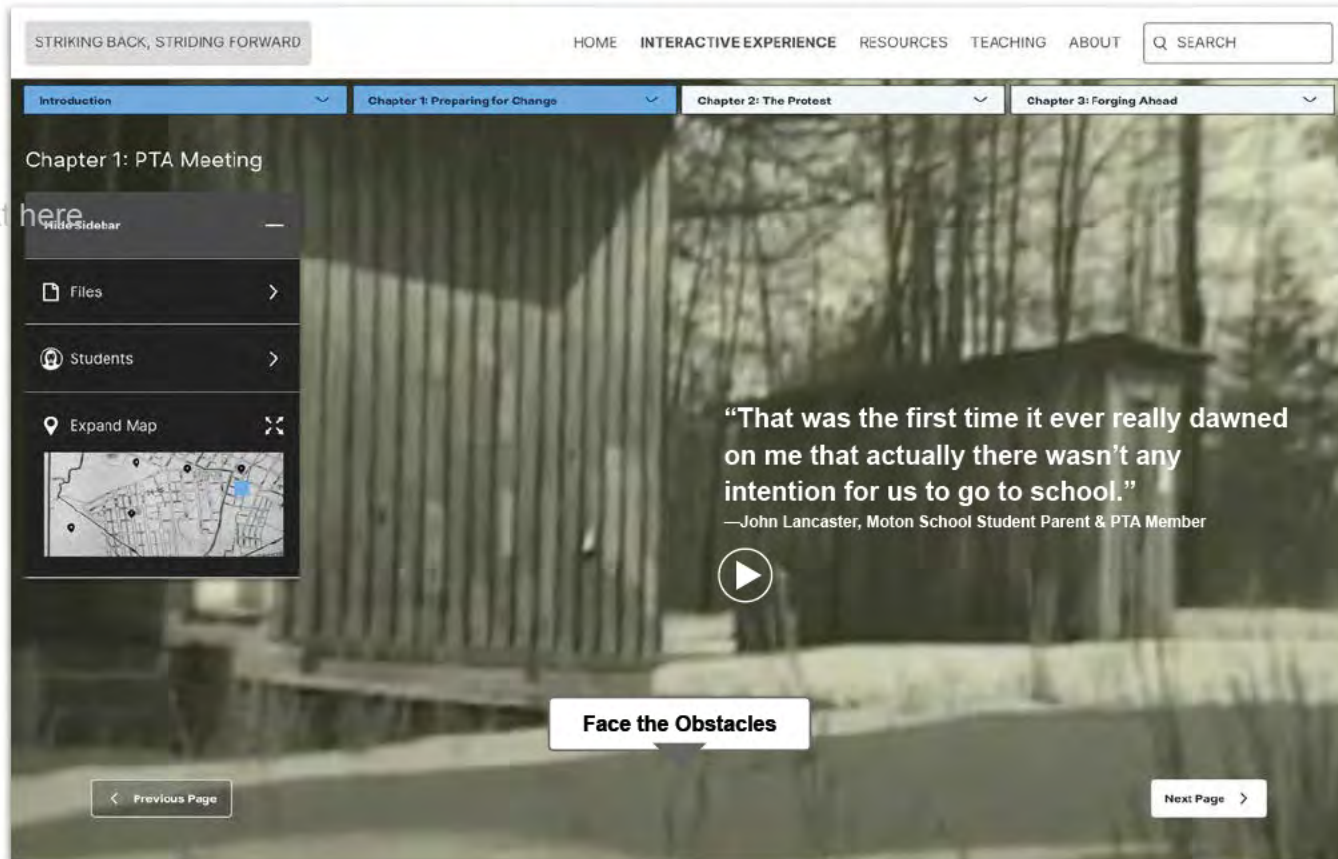 STRIKING BACK, STRIDING FORWARD
HOME INTERACTIVE EXPERIENCE RESOURCES TEACHING ABOUT SEARCH
Introduction
Chapter 1: Preparing for Change
Chapter 2: The Protest
Chapter 3: Forging Ahead
Chapter 1: PTA Meeting
here
Hide Sidebar
Files
Students
Expand Map
“That was the first time it ever really dawned
on me that actually there wasn’t any
intention for us to go to school.”
—John Lancaster, Moton School Student Parent & PTA Member
Face the Obstacles
Previous Page
Next Page